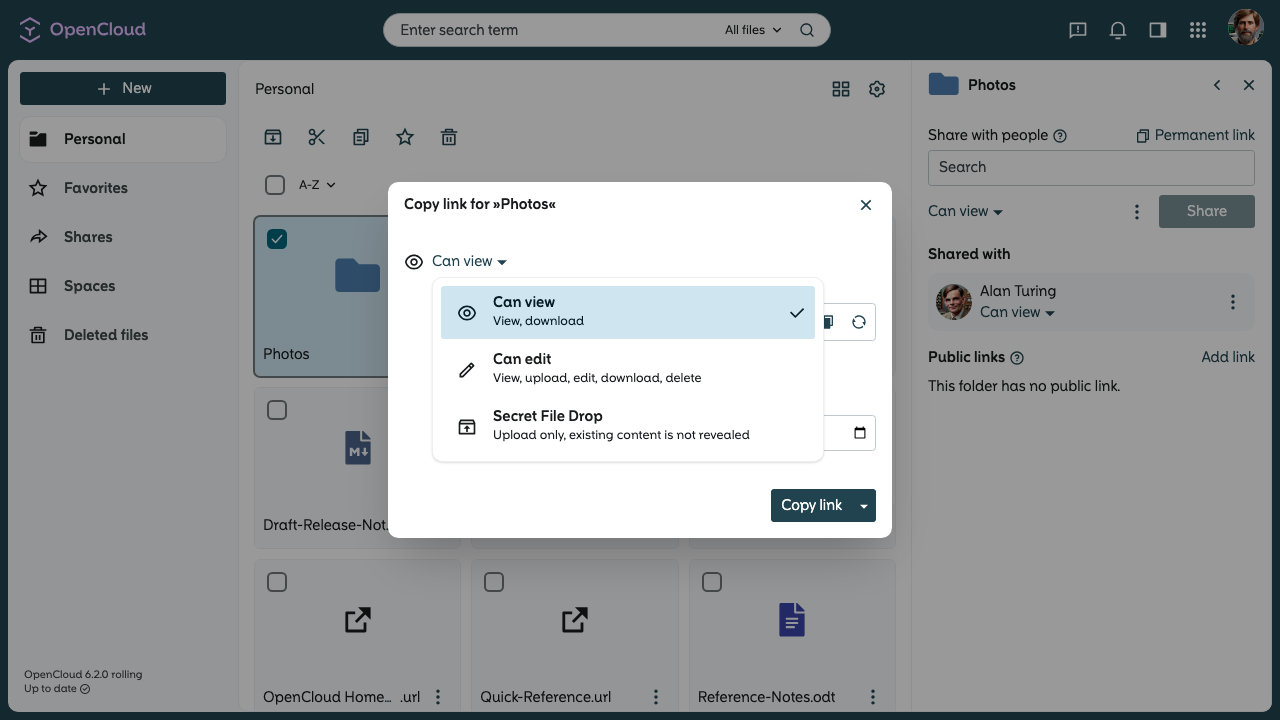 OpenCloud
Enter search term
All files
New
Personal
Favorites
Shares
Spaces
Deleted files
OpenCloud 6.2.0 rolling
Up to date
Personal
A-Z
Photos
Draft-Release-Not
OpenCloud Home... .url
Quick-Reference.url
Reference-Notes.odt
Copy link for »Photos«
Can view
Can view
View, download
Can edit
View, upload, edit, download, delete
Secret File Drop
Upload only, existing content is not revealed
Copy link
Photos
Share with people
Permanent link
Search
Can view
Share
Shared with
Alan Turing
Can view
Public links
Add link
This folder has no public link.